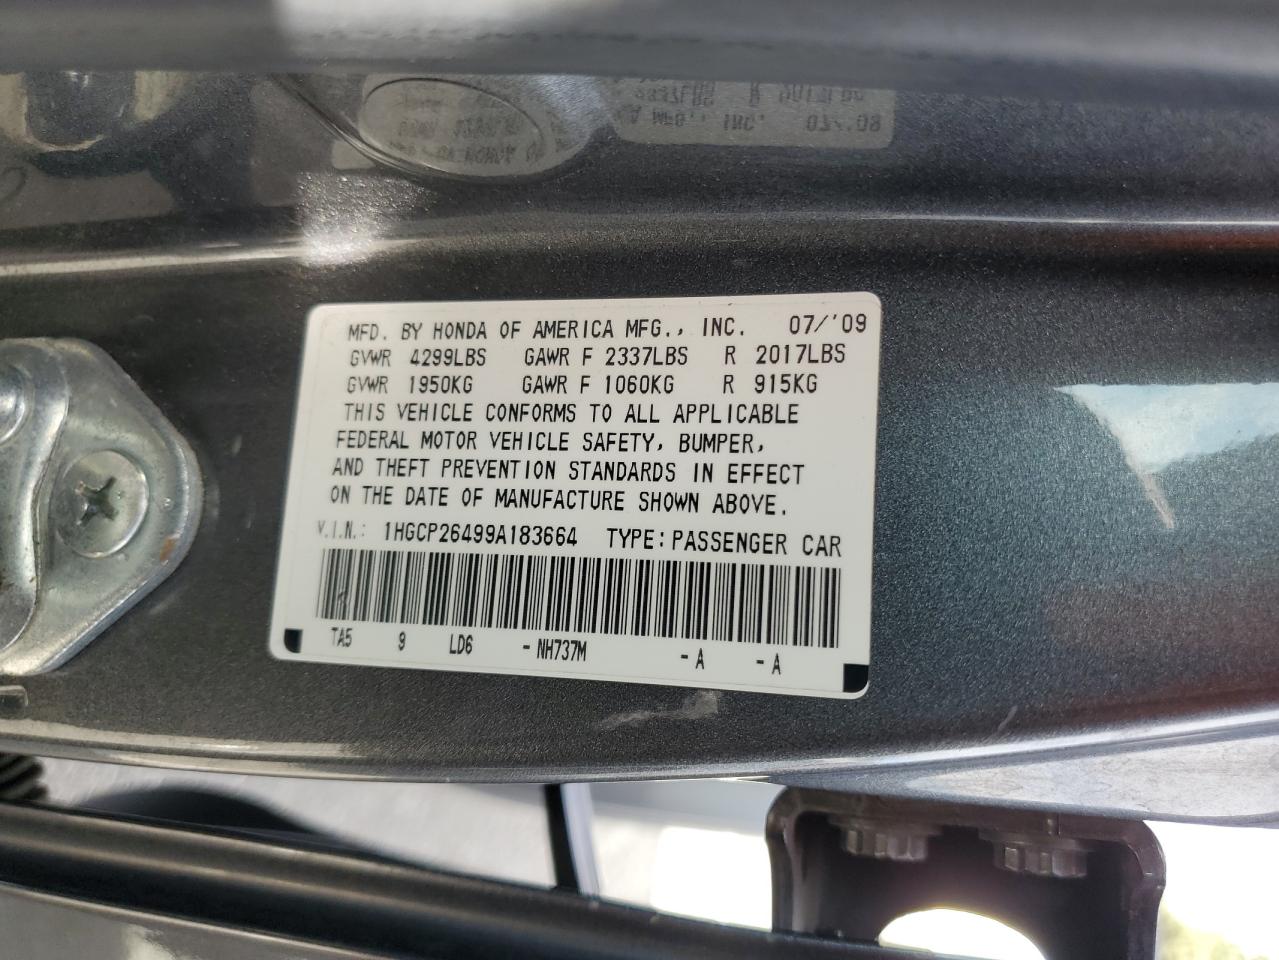 MFD. BY HONDA OF AMERICA MFG., INC. 07/'09
GVWR 4299LBS GAWR F 2337LBS R 2017LBS
GVWR 1950KG GAWR F 1060KG R 915KG
THIS VEHICLE CONFORMS TO ALL APPLICABLE
FEDERAL MOTOR VEHICLE SAFETY, BUMPER,
AND THEFT PREVENTION STANDARDS IN EFFECT
ON THE DATE OF MANUFACTURE SHOWN ABOVE.
V.I.N.: 1HGCP26499A183664 TYPE: PASSENGER CAR
TA5 9 LD6 -NH737M -A -A